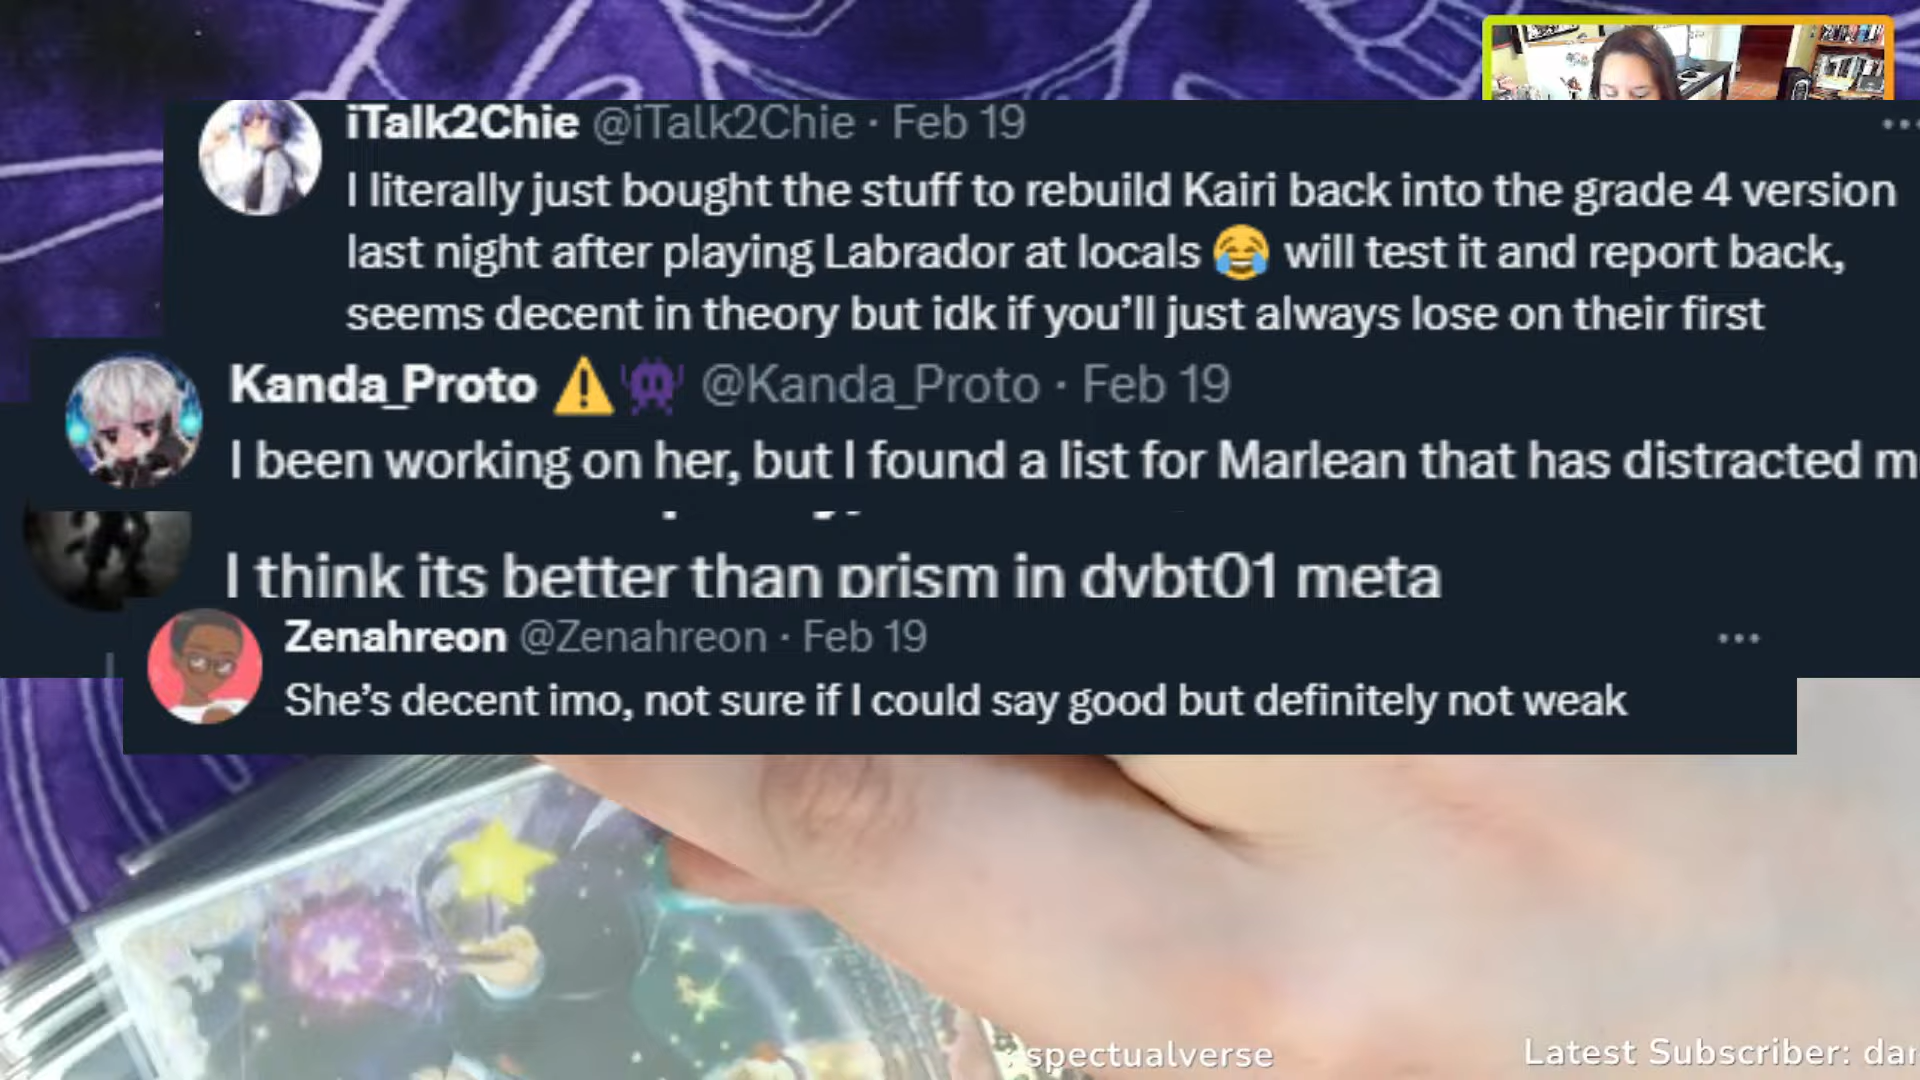 iTalk2Chie @iTalk2Chie · Feb 19
I literally just bought the stuff to rebuild Kairi back into the grade 4 version
last night after playing Labrador at locals 😂 will test it and report back,
seems decent in theory but idk if you’ll just always lose on their first
Kanda_Proto ⚠️👾 @Kanda_Proto · Feb 19
I been working on her, but I found a list for Marlean that has distracted m
I think its better than prism in dvbt01 meta
Zenahreon @Zenahreon · Feb 19
She’s decent imo, not sure if I could say good but definitely not weak
: spectualverse
Latest Subscriber: dar